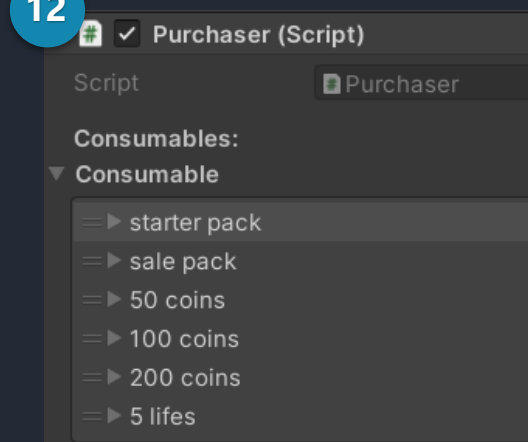 12
# Purchaser (Script)
Script # Purchaser
Consumables:
Consumable
starter pack
sale pack
50 coins
100 coins
200 coins
5 lifes